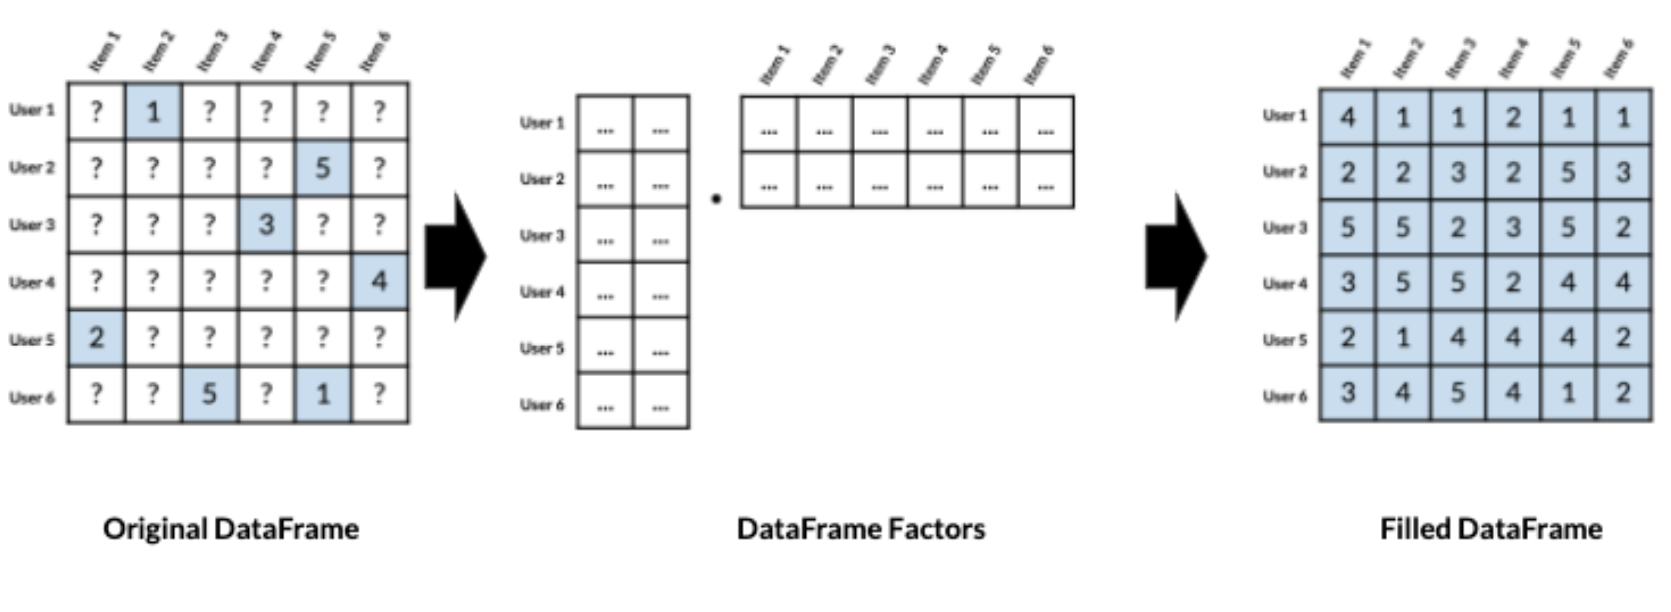 Item 1 Item 2 Item 3 Item 4 Item 5 Item 6
User 1 ? 1 ? ? ? ?
User 2 ? ? ? ? 5 ?
User 3 ? ? ? 3 ? ?
User 4 ? ? ? ? ? 4
User 5 2 ? ? ? ? ?
User 6 ? ? 5 ? 1 ?
Original DataFrame
Item 1 Item 2 Item 3 Item 4 Item 5 Item 6
User 1 ... ...
User 2 ... ...
User 3 ... ...
User 4 ... ...
User 5 ... ...
User 6 ... ...
.
... ... ... ... ... ...
... ... ... ... ... ...
DataFrame Factors
Item 1 Item 2 Item 3 Item 4 Item 5 Item 6
User 1 4 1 1 2 1 1
User 2 2 2 3 2 5 3
User 3 5 5 2 3 5 2
User 4 3 5 5 2 4 4
User 5 2 1 4 4 4 2
User 6 3 4 5 4 1 2
Filled DataFrame